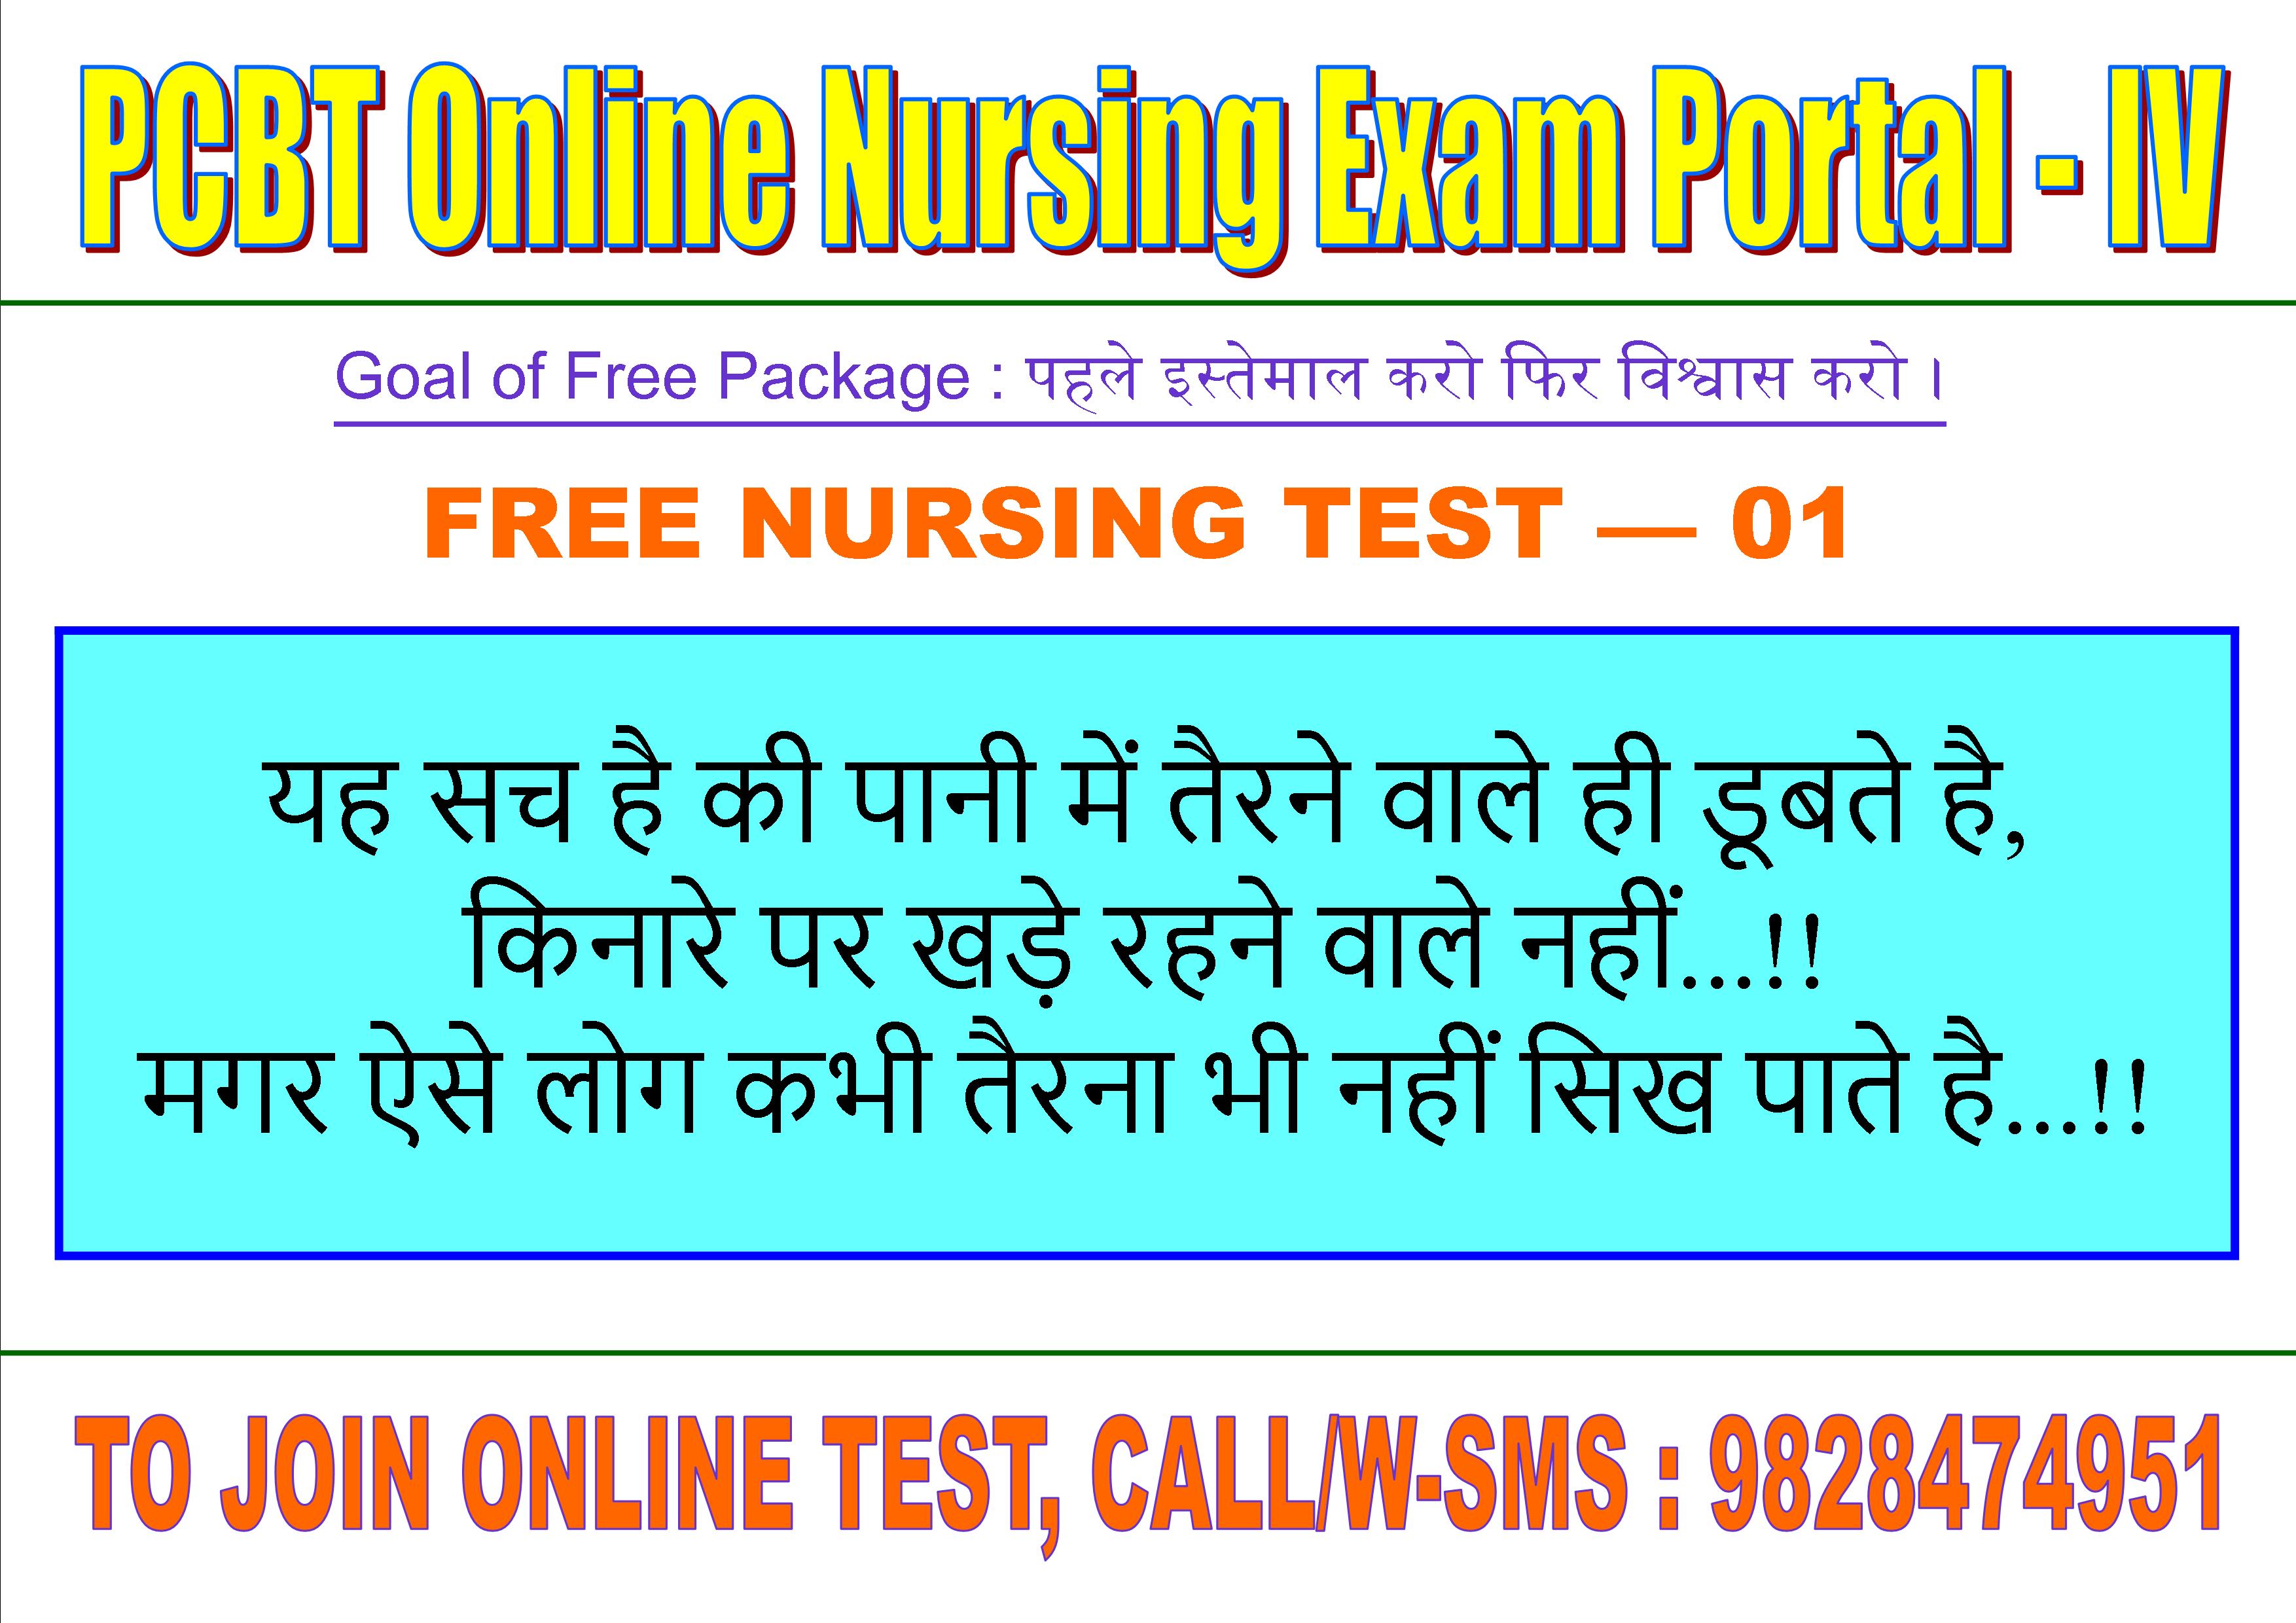 PCBT Online Nursing Exam Portal - IV
Goal of Free Package : पहले इस्तेमाल करो फिर विश्वास करो ।
FREE NURSING TEST — 01
यह सच है की पानी में तैरने वाले ही डूबते है,
किनारे पर खड़े रहने वाले नहीं...!!
मगर ऐसे लोग कभी तैरना भी नहीं सिख पाते है...!!
TO JOIN ONLINE TEST, CALL/W-SMS : 9828474951